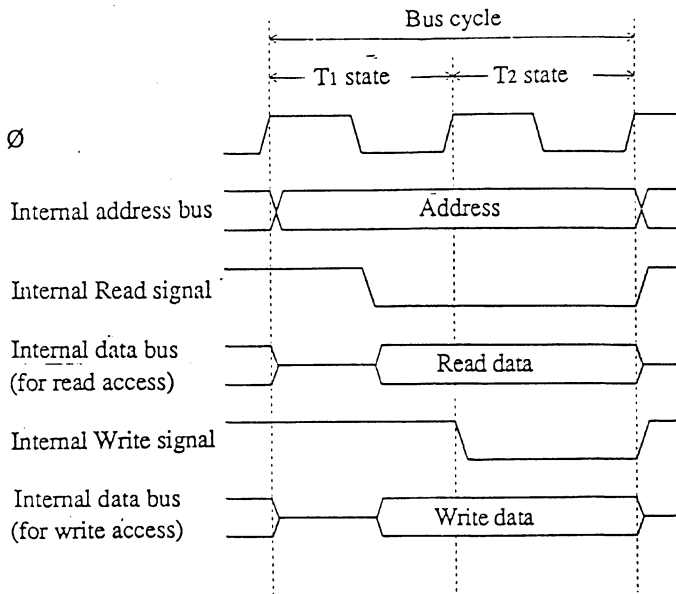 Bus cycle
T1 state
T2 state
Ø
Internal address bus
Address
Internal Read signal
Internal data bus
(for read access)
Read data
Internal Write signal
Internal data bus
(for write access)
Write data